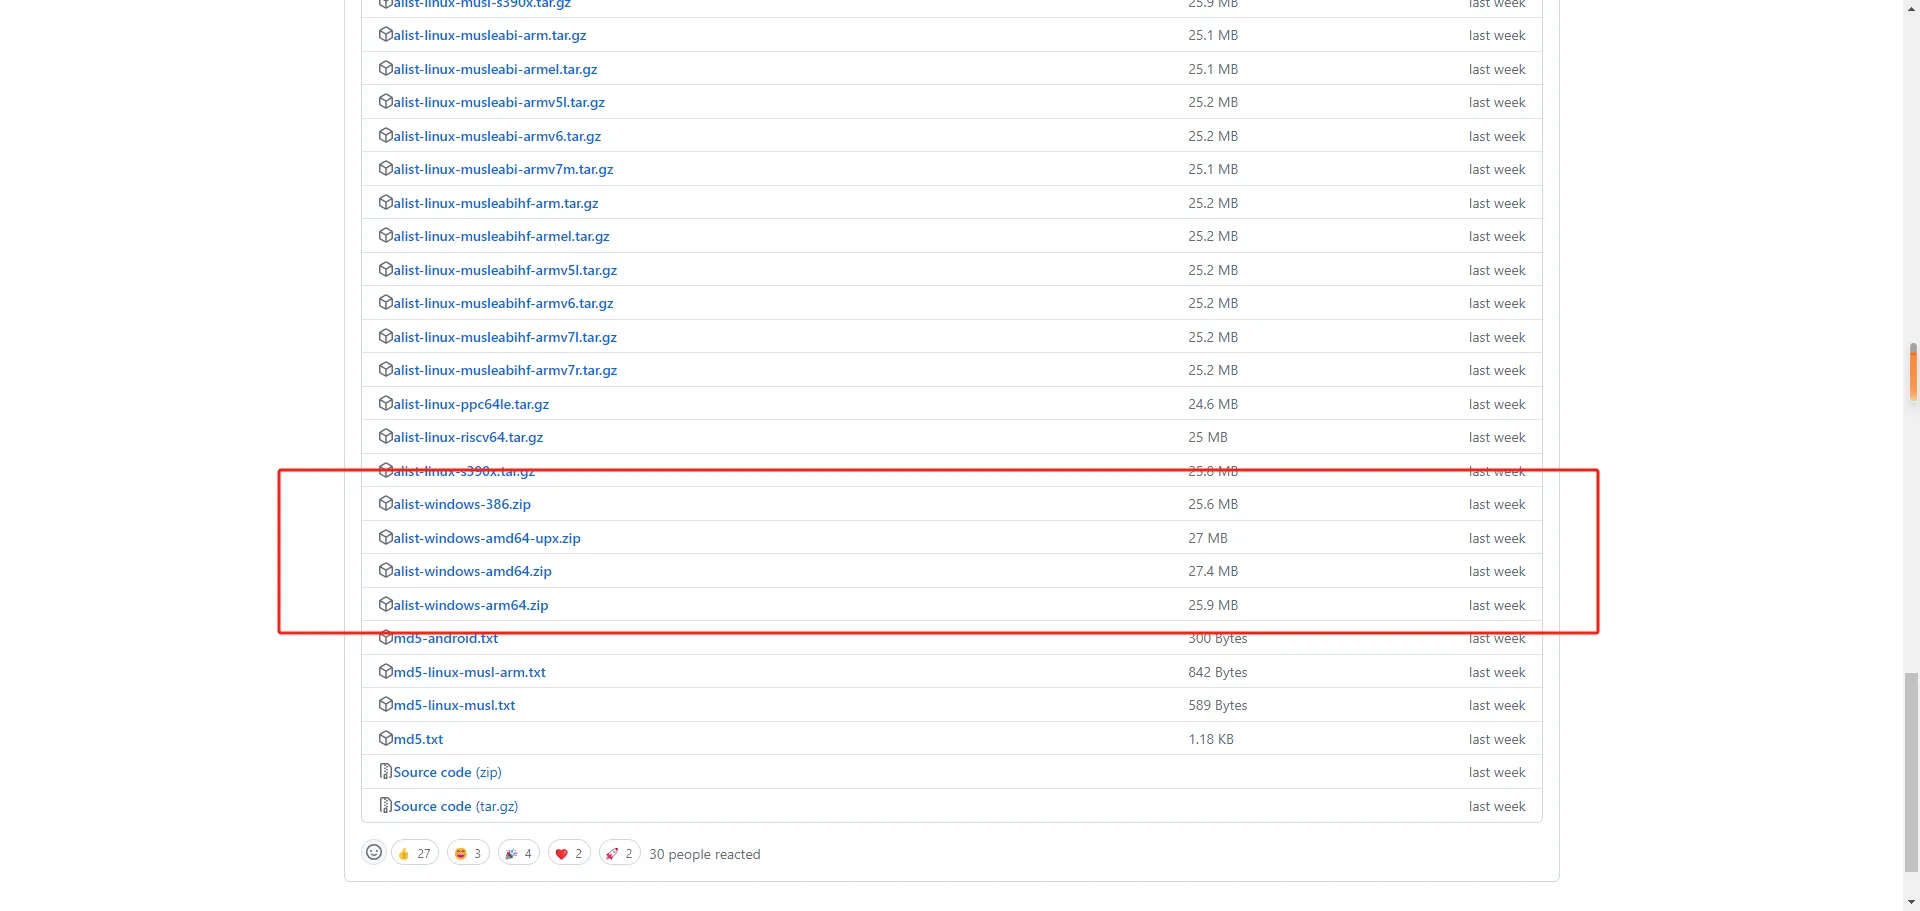 alist-linux-musl-s390x.tar.gz 25.9 MB last week
alist-linux-musleabi-arm.tar.gz 25.1 MB last week
alist-linux-musleabi-armel.tar.gz 25.1 MB last week
alist-linux-musleabi-armv5l.tar.gz 25.2 MB last week
alist-linux-musleabi-armv6.tar.gz 25.2 MB last week
alist-linux-musleabi-armv7m.tar.gz 25.1 MB last week
alist-linux-musleabihf-arm.tar.gz 25.2 MB last week
alist-linux-musleabihf-armel.tar.gz 25.2 MB last week
alist-linux-musleabihf-armv5l.tar.gz 25.2 MB last week
alist-linux-musleabihf-armv6.tar.gz 25.2 MB last week
alist-linux-musleabihf-armv7l.tar.gz 25.2 MB last week
alist-linux-musleabihf-armv7r.tar.gz 25.2 MB last week
alist-linux-ppc64le.tar.gz 24.6 MB last week
alist-linux-riscv64.tar.gz 25 MB last week
alist-linux-s390x.tar.gz 25.8 MB last week
alist-windows-386.zip 25.6 MB last week
alist-windows-amd64-upx.zip 27 MB last week
alist-windows-amd64.zip 27.4 MB last week
alist-windows-arm64.zip 25.9 MB last week
md5-android.txt 300 Bytes last week
md5-linux-musl-arm.txt 842 Bytes last week
md5-linux-musl.txt 589 Bytes last week
md5.txt 1.18 KB last week
Source code (zip) last week
Source code (tar.gz) last week
👍 27 😄 3 🎉 4 ❤️ 2 🚀 2 30 people reacted